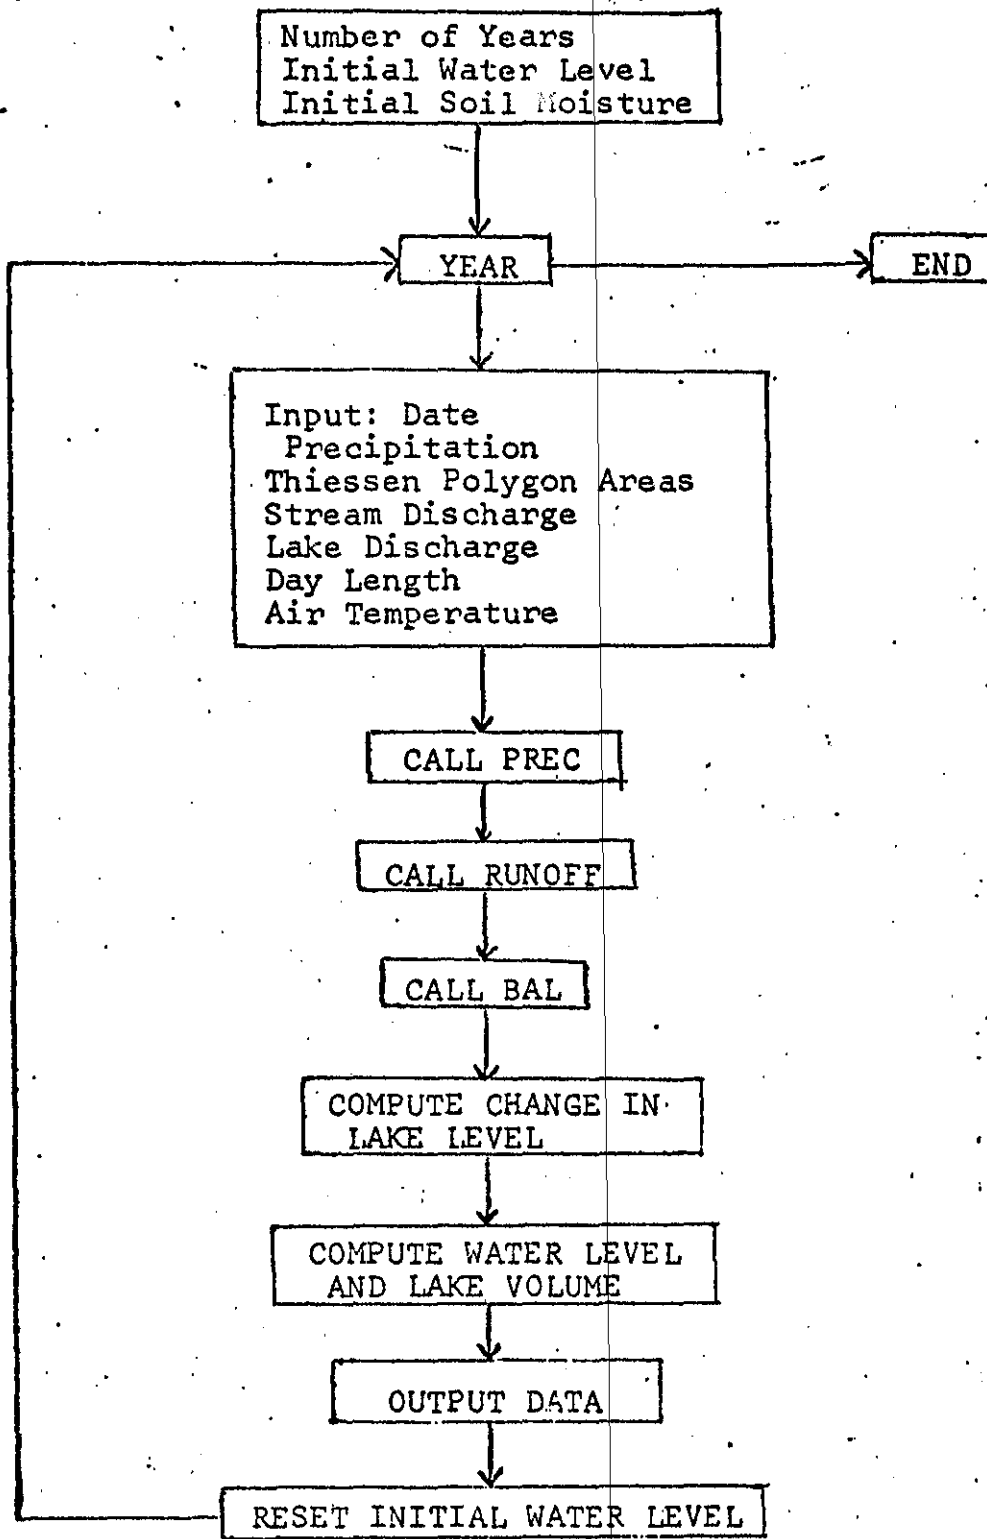 Number of Years
Initial Water Level
Initial Soil Moisture
YEAR
END
Input: Date
Precipitation
Thiessen Polygon Areas
Stream Discharge
Lake Discharge
Day Length
Air Temperature
CALL PREC
CALL RUNOFF
CALL BAL
COMPUTE CHANGE IN
LAKE LEVEL
COMPUTE WATER LEVEL
AND LAKE VOLUME
OUTPUT DATA
RESET INITIAL WATER LEVEL